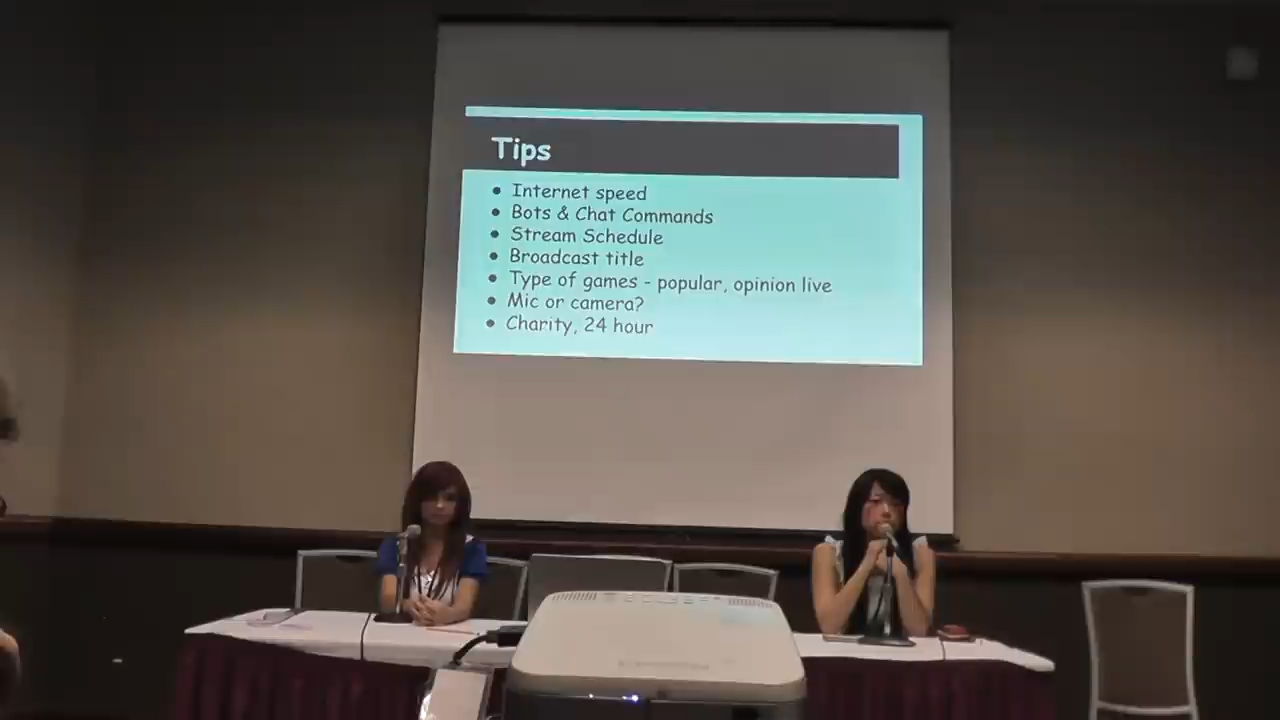 Tips
Internet speed
Bots & Chat Commands
Stream Schedule
Broadcast title
Type of games - popular, opinion live
Mic or camera?
Charity, 24 hour